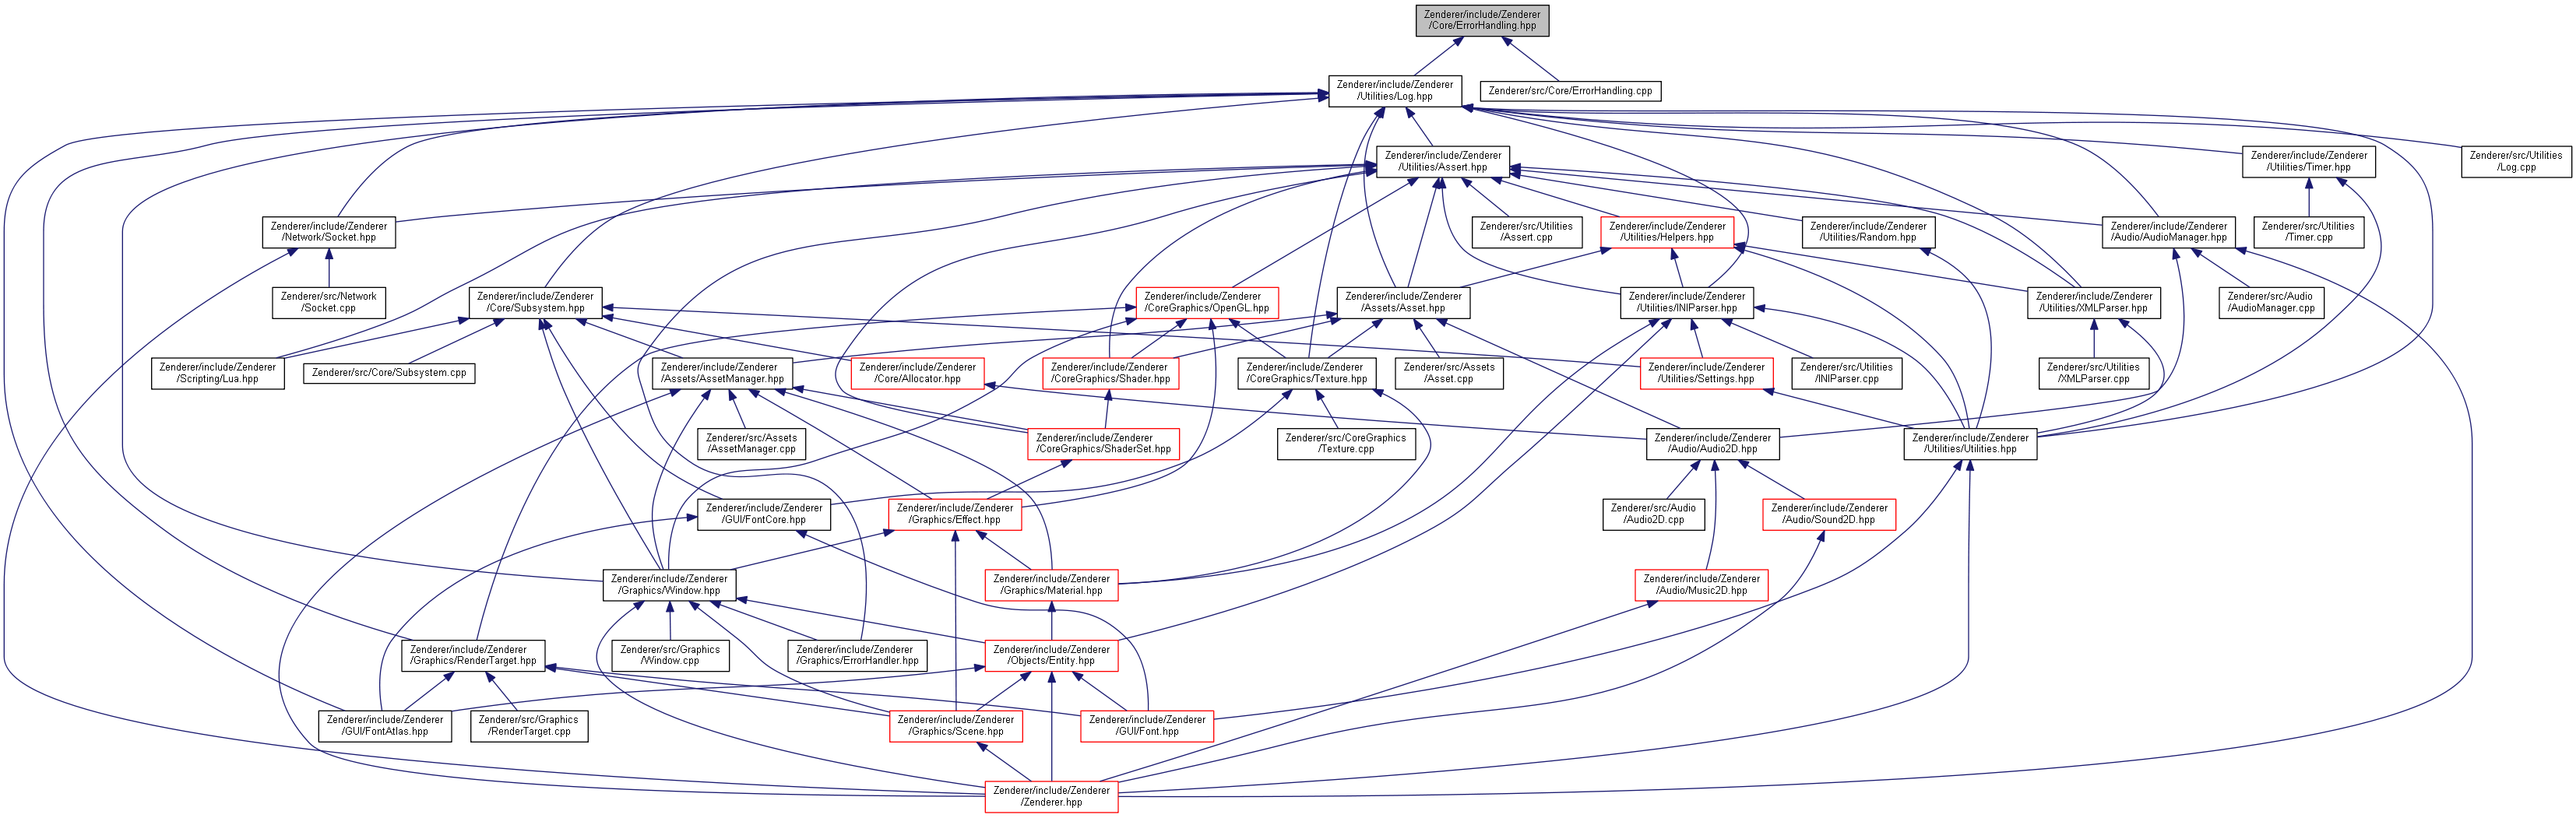 Zenderer/include/Zenderer
/Core/ErrorHandling.hpp
Zenderer/include/Zenderer
/Utilities/Log.hpp
Zenderer/src/Core/ErrorHandling.cpp
Zenderer/include/Zenderer
/Utilities/Assert.hpp
Zenderer/include/Zenderer
/Utilities/Timer.hpp
Zenderer/src/Utilities
/Log.cpp
Zenderer/include/Zenderer
/Network/Socket.hpp
Zenderer/src/Utilities
/Assert.cpp
Zenderer/include/Zenderer
/Utilities/Helpers.hpp
Zenderer/include/Zenderer
/Utilities/Random.hpp
Zenderer/include/Zenderer
/Audio/AudioManager.hpp
Zenderer/src/Utilities
/Timer.cpp
Zenderer/src/Network
/Socket.cpp
Zenderer/include/Zenderer
/Core/Subsystem.hpp
Zenderer/include/Zenderer
/CoreGraphics/OpenGL.hpp
Zenderer/include/Zenderer
/Assets/Asset.hpp
Zenderer/include/Zenderer
/Utilities/INIParser.hpp
Zenderer/include/Zenderer
/Utilities/XMLParser.hpp
Zenderer/src/Audio
/AudioManager.cpp
Zenderer/include/Zenderer
/Scripting/Lua.hpp
Zenderer/src/Core/Subsystem.cpp
Zenderer/include/Zenderer
/Assets/AssetManager.hpp
Zenderer/include/Zenderer
/Core/Allocator.hpp
Zenderer/include/Zenderer
/CoreGraphics/Shader.hpp
Zenderer/include/Zenderer
/CoreGraphics/Texture.hpp
Zenderer/src/Assets
/Asset.cpp
Zenderer/include/Zenderer
/Utilities/Settings.hpp
Zenderer/src/Utilities
/INIParser.cpp
Zenderer/src/Utilities
/XMLParser.cpp
Zenderer/src/Assets
/AssetManager.cpp
Zenderer/include/Zenderer
/CoreGraphics/ShaderSet.hpp
Zenderer/src/CoreGraphics
/Texture.cpp
Zenderer/include/Zenderer
/Audio/Audio2D.hpp
Zenderer/include/Zenderer
/Utilities/Utilities.hpp
Zenderer/include/Zenderer
/GUI/FontCore.hpp
Zenderer/include/Zenderer
/Graphics/Effect.hpp
Zenderer/src/Audio
/Audio2D.cpp
Zenderer/include/Zenderer
/Audio/Sound2D.hpp
Zenderer/include/Zenderer
/Graphics/Window.hpp
Zenderer/include/Zenderer
/Graphics/Material.hpp
Zenderer/include/Zenderer
/Audio/Music2D.hpp
Zenderer/include/Zenderer
/Graphics/RenderTarget.hpp
Zenderer/src/Graphics
/Window.cpp
Zenderer/include/Zenderer
/Graphics/ErrorHandler.hpp
Zenderer/include/Zenderer
/Objects/Entity.hpp
Zenderer/include/Zenderer
/GUI/FontAtlas.hpp
Zenderer/src/Graphics
/RenderTarget.cpp
Zenderer/include/Zenderer
/Graphics/Scene.hpp
Zenderer/include/Zenderer
/GUI/Font.hpp
Zenderer/include/Zenderer
/Zenderer.hpp